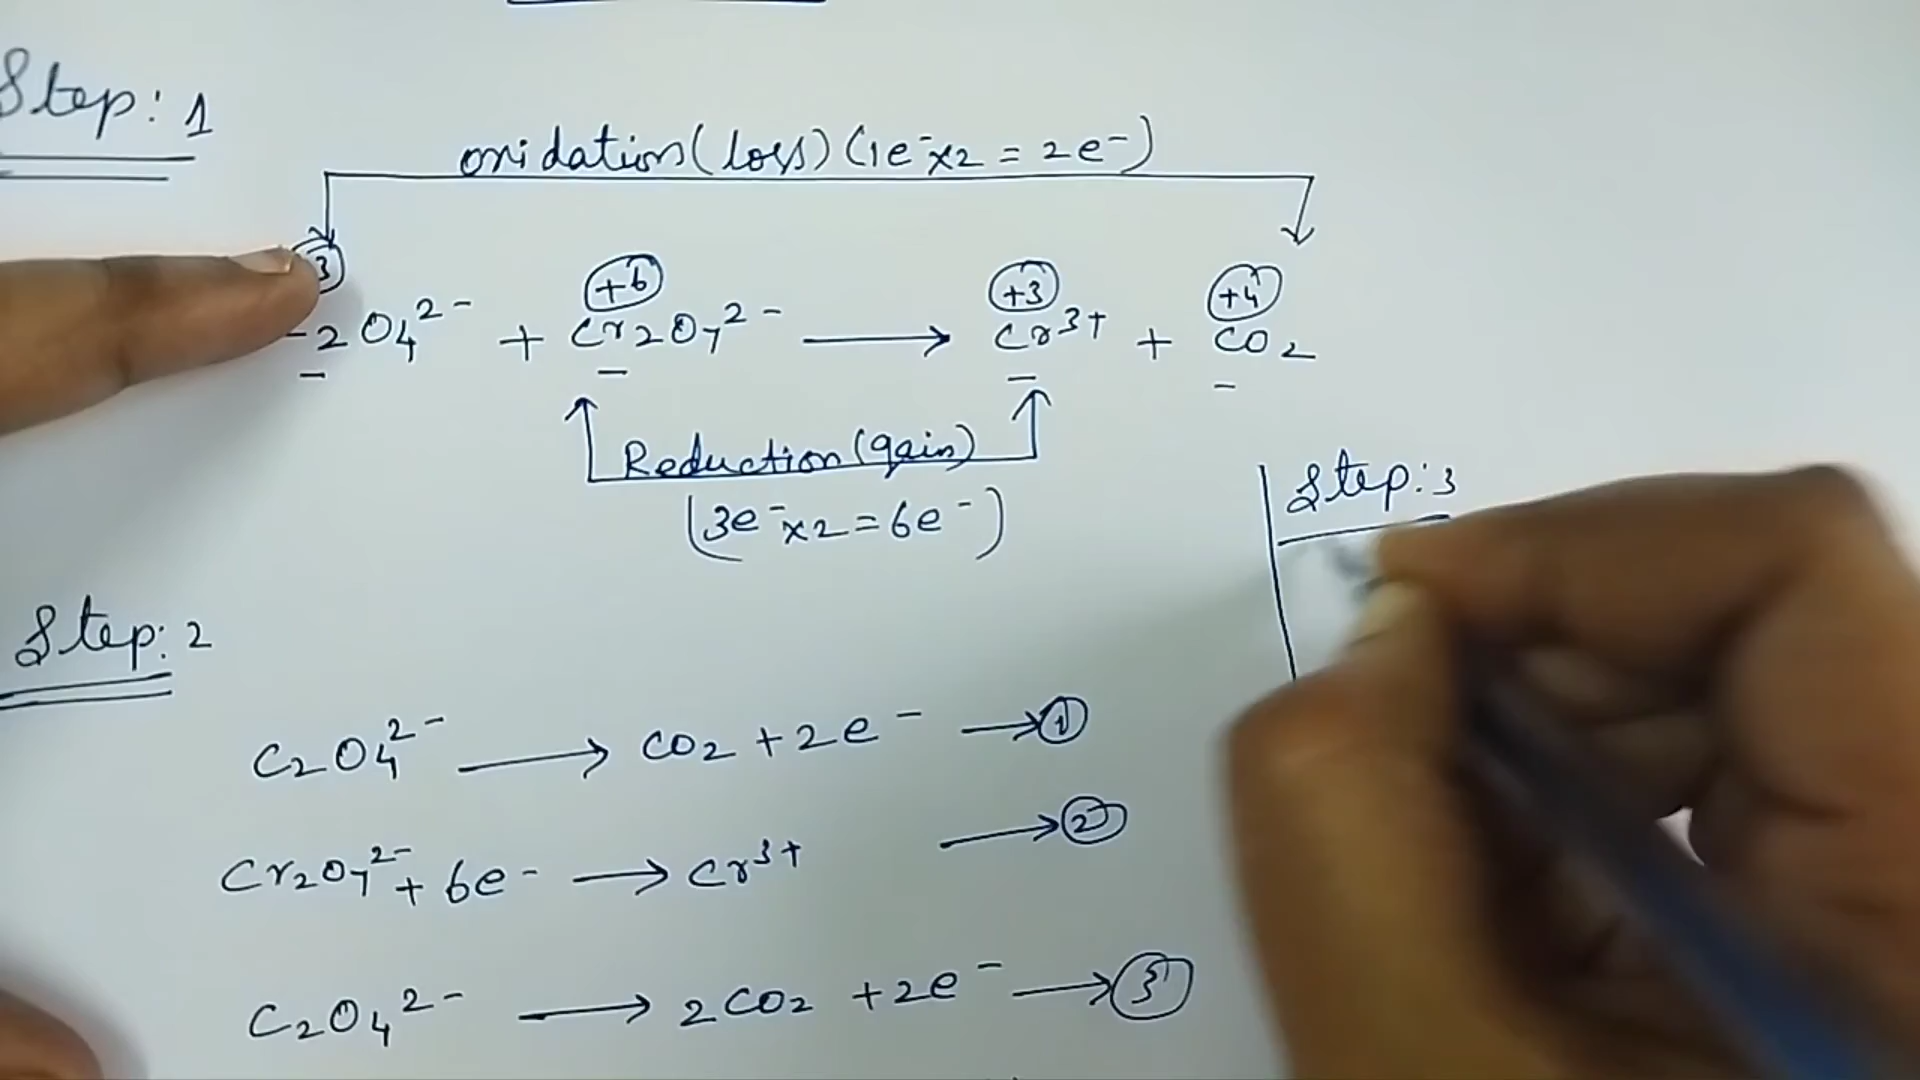 Step: 1
oxidation (loss) (1e⁻x2 = 2e⁻)
3 +6 +3 +4
2O4²⁻ + Cr2O7²⁻ ⟶ Cr³⁺ + CO2
Reduction (gain)
(3e⁻x2 = 6e⁻)
Step: 3
Step: 2
C2O4²⁻ ⟶ CO2 + 2e⁻ ⟶ ①
Cr2O7²⁻ + 6e⁻ ⟶ Cr³⁺ ⟶ ②
C2O4²⁻ ⟶ 2CO2 + 2e⁻ ⟶ ③